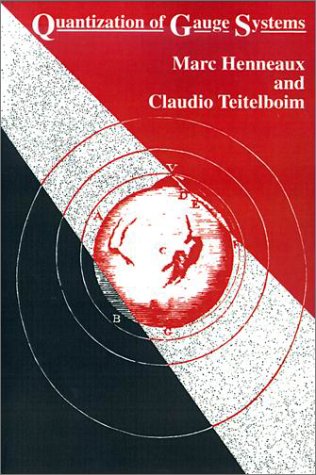 Quantization of Gauge Systems
Marc Henneaux
and
Claudio Teitelboim
V
D
E
B
C